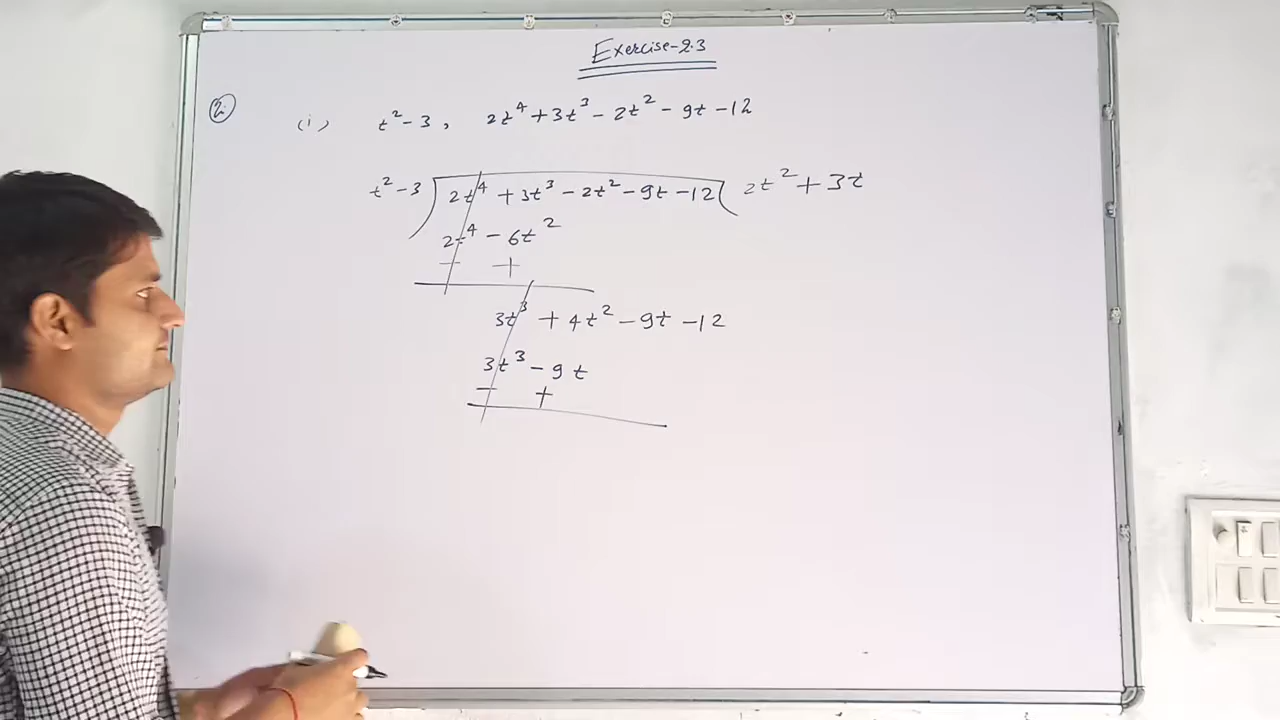 Exercise-2.3
② (i) t² - 3, 2t⁴ + 3t³ - 2t² - 9t - 12
t² - 3 ) 2t⁴ + 3t³ - 2t² - 9t - 12 ( 2t² + 3t
2t⁴ - 6t²
- +
3t³ + 4t² - 9t - 12
3t³ - 9t
- +